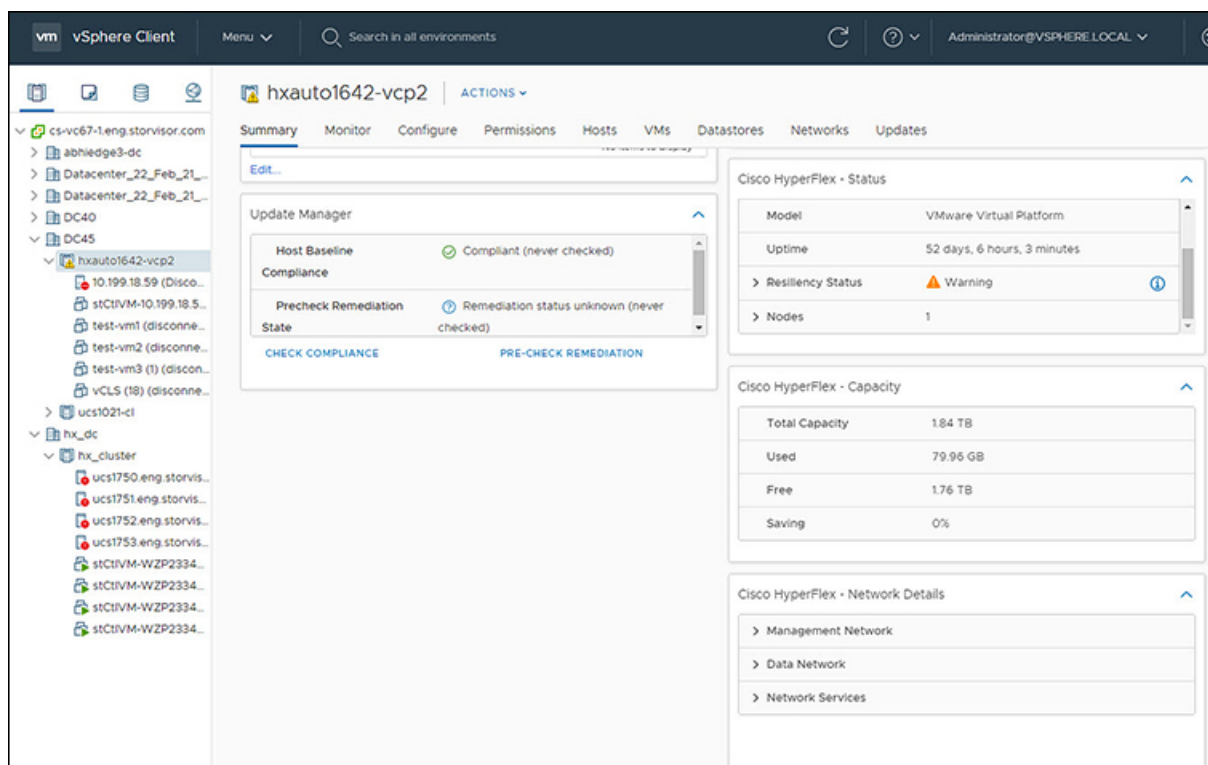 vm vSphere Client Menu Search in all environments Administrator@VSPHERE.LOCAL
cs-vc67-1.eng.storvisor.com
abhiedge3-dc
Datacenter_22_Feb_21_...
Datacenter_22_Feb_21_...
DC40
DC45
hxauto1642-vcp2
10.199.18.59 (Disco...
stCtlVM-10.199.18.5...
test-vm1 (disconne...
test-vm2 (disconne...
test-vm3 (1) (discon...
vCLS (18) (disconne...
ucs1021-cl
hx_dc
hx_cluster
ucs1750.eng.storvis...
ucs1751.eng.storvis...
ucs1752.eng.storvis...
ucs1753.eng.storvis...
stCtlVM-WZP2334...
stCtlVM-WZP2334...
stCtlVM-WZP2334...
stCtlVM-WZP2334...
hxauto1642-vcp2 ACTIONS
Summary Monitor Configure Permissions Hosts VMs Datastores Networks Updates
No items to display
Edit...
Update Manager
Host Baseline Compliance Compliant (never checked)
Precheck Remediation State Remediation status unknown (never checked)
CHECK COMPLIANCE PRE-CHECK REMEDIATION
Cisco HyperFlex - Status
Model VMware Virtual Platform
Uptime 52 days, 6 hours, 3 minutes
Resiliency Status Warning
Nodes 1
Cisco HyperFlex - Capacity
Total Capacity 1.84 TB
Used 79.96 GB
Free 1.76 TB
Saving 0%
Cisco HyperFlex - Network Details
Management Network
Data Network
Network Services